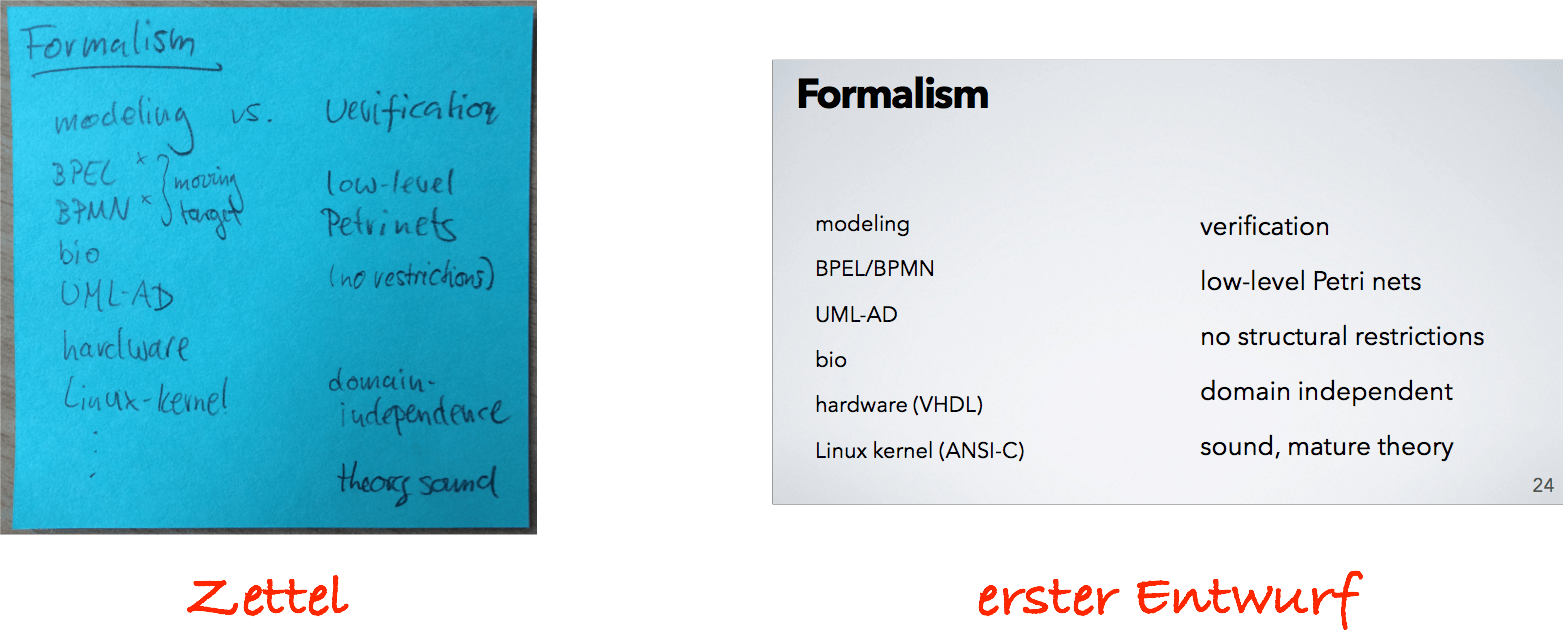 Formalism
modeling vs. verification
BPEL * } moving
BPMN * } target
bio
UML-AD
hardware
Linux-kernel
low-level
Petrinets
(no restrictions)
domain-
independence
theory sound
Zettel
Formalism
modeling
BPEL/BPMN
UML-AD
bio
hardware (VHDL)
Linux kernel (ANSI-C)
verification
low-level Petri nets
no structural restrictions
domain independent
sound, mature theory
24
erster Entwurf